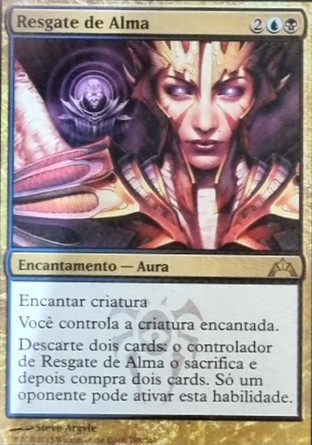 Resgate de Alma 2
Encantamento — Aura
Encantar criatura
Você controla a criatura encantada.
Descarte dois cards: o controlador
de Resgate de Alma o sacrifica e
depois compra dois cards. Só um
oponente pode ativar esta habilidade.
Steve Argyle